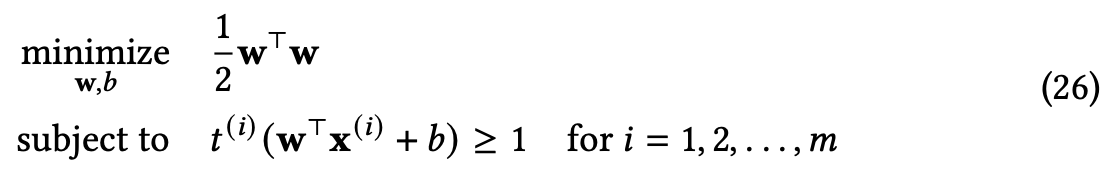 minimize w,b 1/2 w⊤w
subject to t⁽ⁱ⁾(w⊤x⁽ⁱ⁾ + b) ≥ 1 for i = 1, 2, . . . , m
(26)